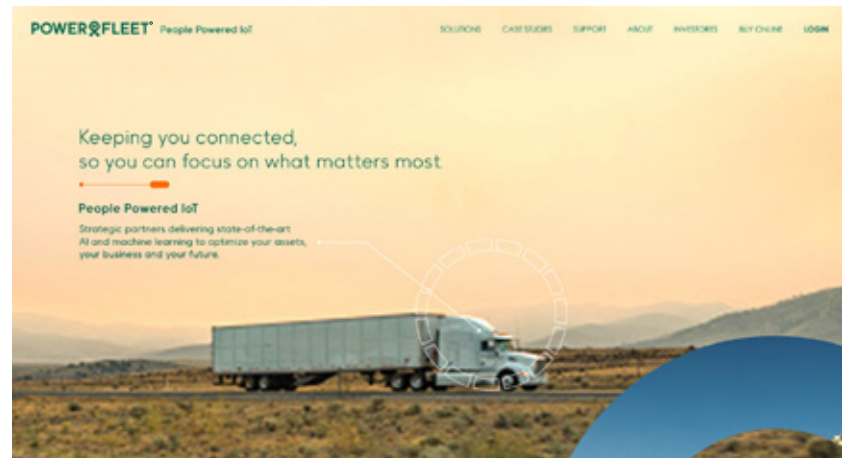 POWERFLEET® People Powered IoT
SOLUTIONS CASE STUDIES SUPPORT ABOUT INVESTORS BUY ONLINE LOGIN
Keeping you connected,
so you can focus on what matters most.
People Powered IoT
Strategic partners delivering state-of-the-art
AI and machine learning to optimize your assets,
your business and your future.